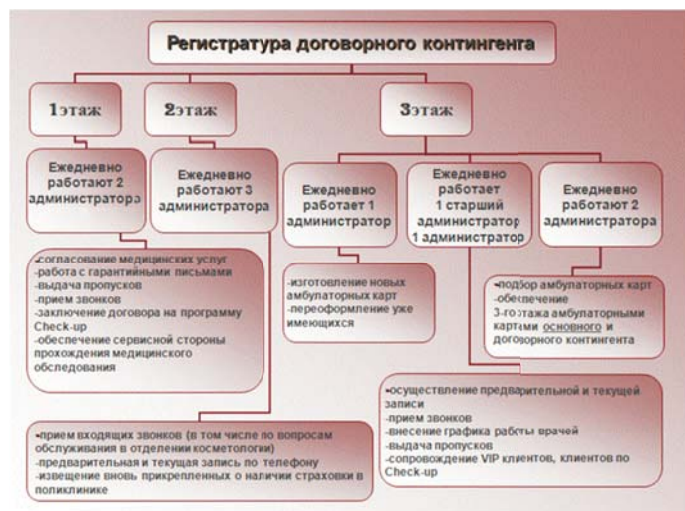 Регистратура договорного контингента
1этаж
2этаж
3этаж
Ежедневно
работают 2
администратора
Ежедневно
работают 3
администратора
Ежедневно
работает 1
администратор
Ежедневно
работает
1 старший
администратор
1 администратор
Ежедневно
работают 2
администратора
-согласование медицинских услуг
-работа с гарантийными письмами
-выдача пропусков
-прием звонков
-заключение договора на программу
Check-up
-обеспечение сервисной стороны
прохождения медицинского
обследования
-изготовление новых
амбулаторных карт
-переоформление уже
имеющихся
-подбор амбулаторных карт
-обеспечение
3-го этажа амбулаторными
картами основного и
договорного контингента
-осуществление предварительной и текущей
записи
-прием звонков
-внесение графика работы врачей
-выдача пропусков
-сопровождение VIP клиентов, клиентов по
Check-up
-прием входящих звонков (в том числе по вопросам
обслуживания в отделении косметологии)
-предварительная и текущая запись по телефону
-извещение вновь прикрепленных о наличии страховки в
поликлинике